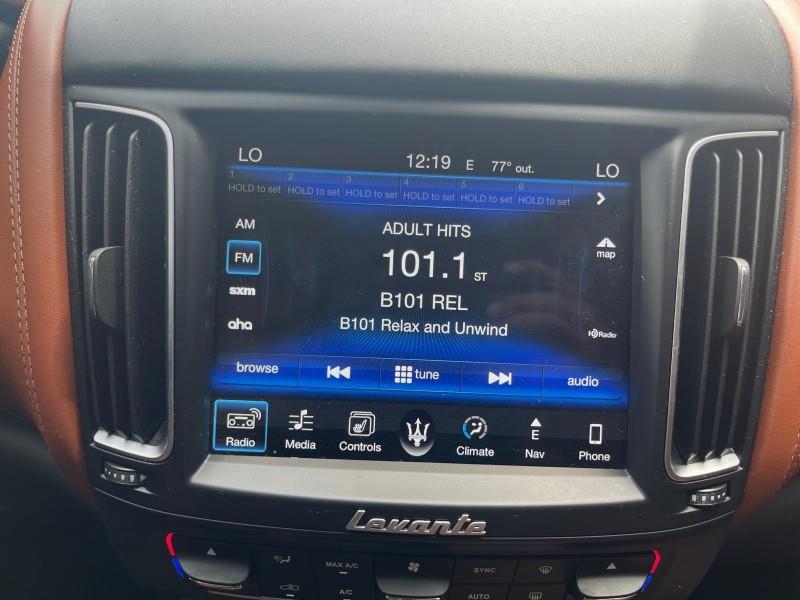 LO 12:19 E 77° out. LO
1 2 3 4 5 6
HOLD to set HOLD to set HOLD to set HOLD to set HOLD to set HOLD to set
AM
ADULT HITS
FM
101.1 ST
map
sxm
B101 REL
aha
B101 Relax and Unwind
HD Radio
browse tune audio
Radio Media Controls Climate E Nav Phone
Levante
MAX A/C
SYNC
A/C
AUTO